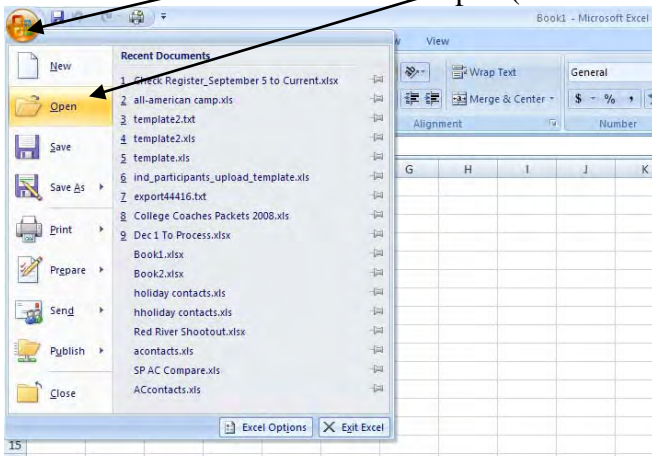 Book1 - Microsoft Excel
View
New
Open
Save
Save As
Print
Prepare
Send
Publish
Close
Recent Documents
1 Check Register_September 5 to Current.xlsx
2 all-american camp.xls
3 template2.txt
4 template2.xls
5 template.xls
6 ind_participants_upload_template.xls
7 export44416.txt
8 College Coaches Packets 2008.xls
9 Dec 1 To Process.xlsx
Book1.xlsx
Book2.xlsx
holiday contacts.xls
hholiday contacts.xls
Red River Shootout.xlsx
acontacts.xls
SP AC Compare.xls
ACcontacts.xls
Excel Options
Exit Excel
Wrap Text
General
Merge & Center
$ - % ,
Alignment
Number
G H I J K
15